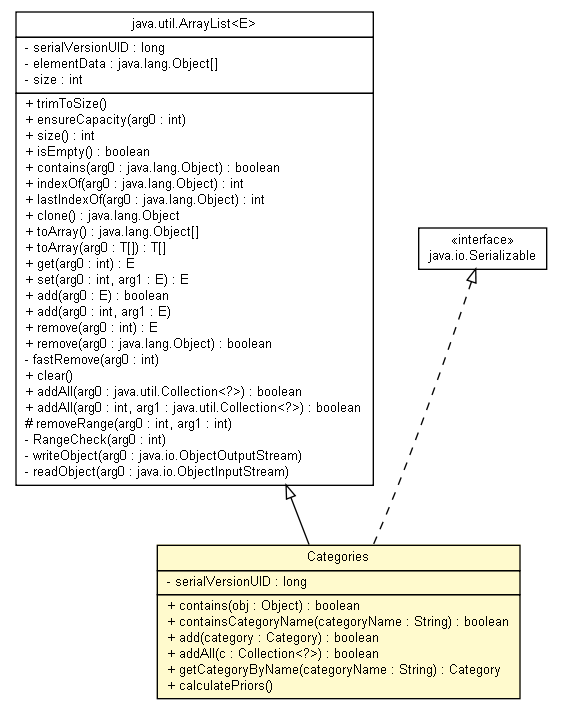 java.util.ArrayList<E>
- serialVersionUID : long
- elementData : java.lang.Object[]
- size : int
+ trimToSize()
+ ensureCapacity(arg0 : int)
+ size() : int
+ isEmpty() : boolean
+ contains(arg0 : java.lang.Object) : boolean
+ indexOf(arg0 : java.lang.Object) : int
+ lastIndexOf(arg0 : java.lang.Object) : int
+ clone() : java.lang.Object
+ toArray() : java.lang.Object[]
+ toArray(arg0 : T[]) : T[]
+ get(arg0 : int) : E
+ set(arg0 : int, arg1 : E) : E
+ add(arg0 : E) : boolean
+ add(arg0 : int, arg1 : E)
+ remove(arg0 : int) : E
+ remove(arg0 : java.lang.Object) : boolean
- fastRemove(arg0 : int)
+ clear()
+ addAll(arg0 : java.util.Collection<?>) : boolean
+ addAll(arg0 : int, arg1 : java.util.Collection<?>) : boolean
# removeRange(arg0 : int, arg1 : int)
- RangeCheck(arg0 : int)
- writeObject(arg0 : java.io.ObjectOutputStream)
- readObject(arg0 : java.io.ObjectInputStream)
«interface»
java.io.Serializable
Categories
- serialVersionUID : long
+ contains(obj : Object) : boolean
+ containsCategoryName(categoryName : String) : boolean
+ add(category : Category) : boolean
+ addAll(c : Collection<?>) : boolean
+ getCategoryByName(categoryName : String) : Category
+ calculatePriors()